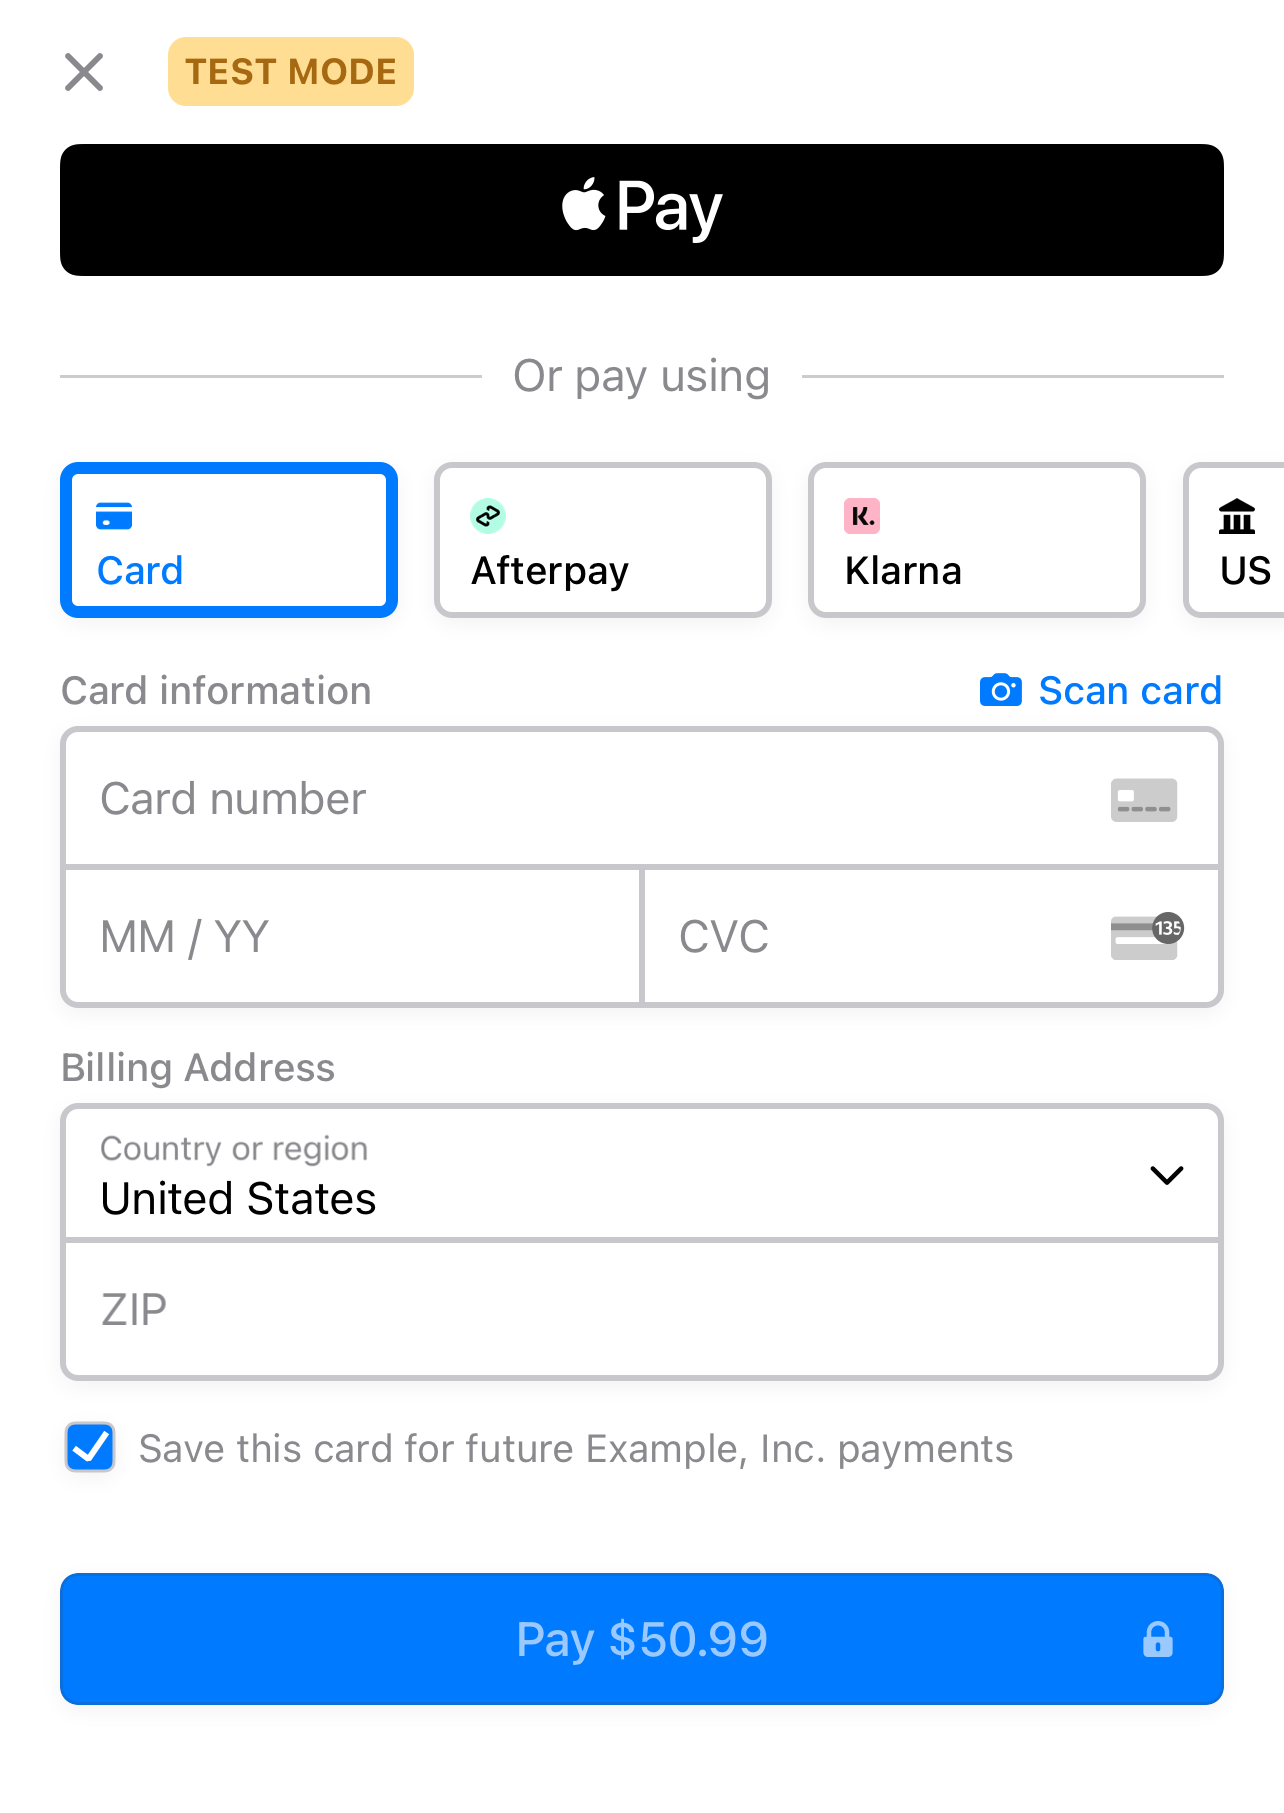 TEST MODE
Pay
Or pay using
Card
Afterpay
K.
Klarna
US
Card information
Scan card
Card number
MM / YY
CVC
135
Billing Address
Country or region
United States
ZIP
Save this card for future Example, Inc. payments
Pay $50.99